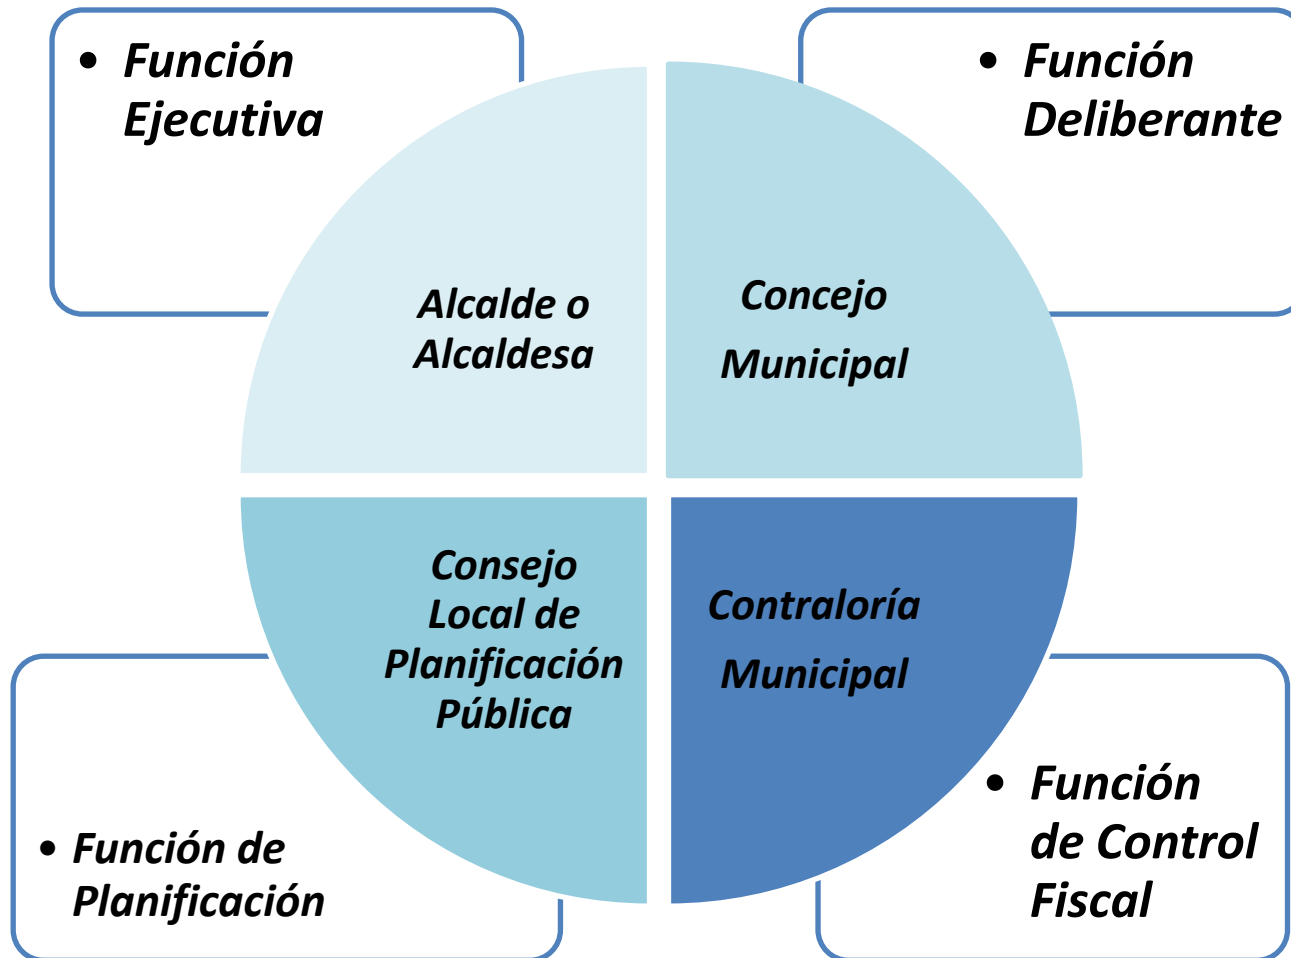 • Función
Ejecutiva
• Función
Deliberante
Alcalde o
Alcaldesa
Concejo
Municipal
Consejo
Local de
Planificación
Pública
Contraloría
Municipal
• Función de
Planificación
• Función
de Control
Fiscal